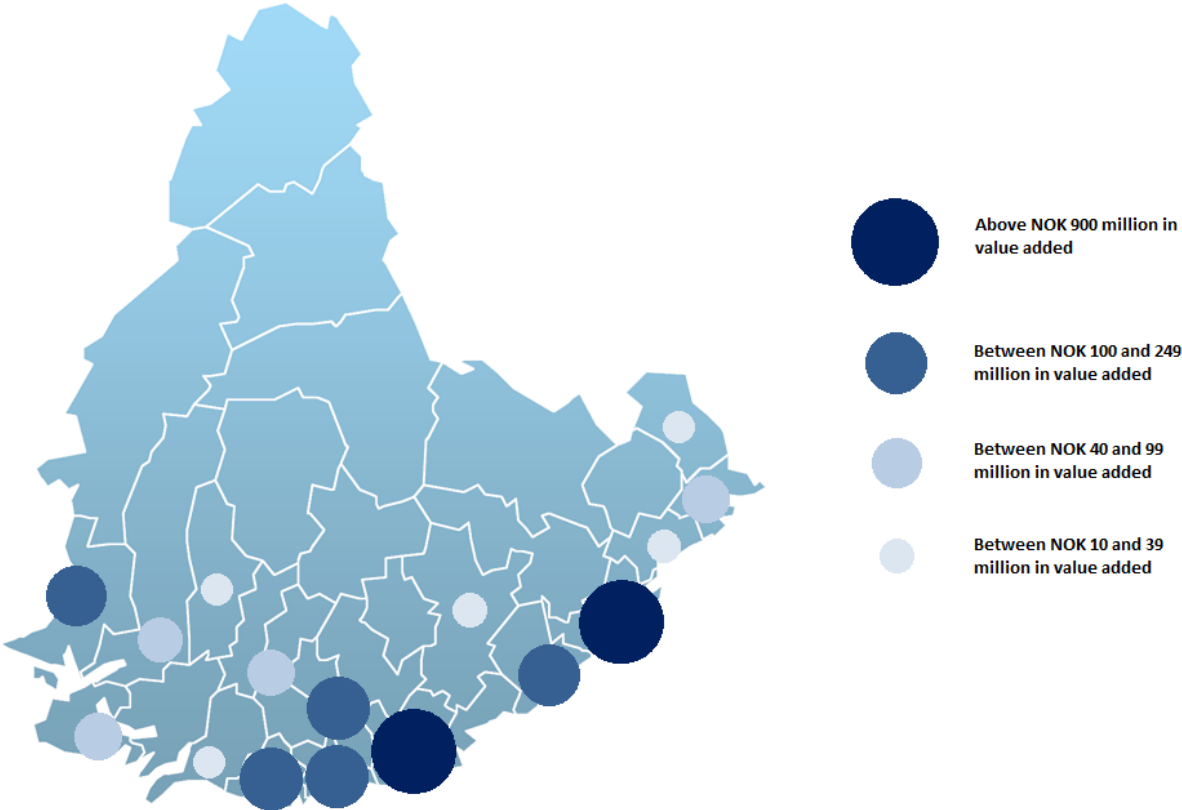 Above NOK 900 million in
value added
Between NOK 100 and 249
million in value added
Between NOK 40 and 99
million in value added
Between NOK 10 and 39
million in value added